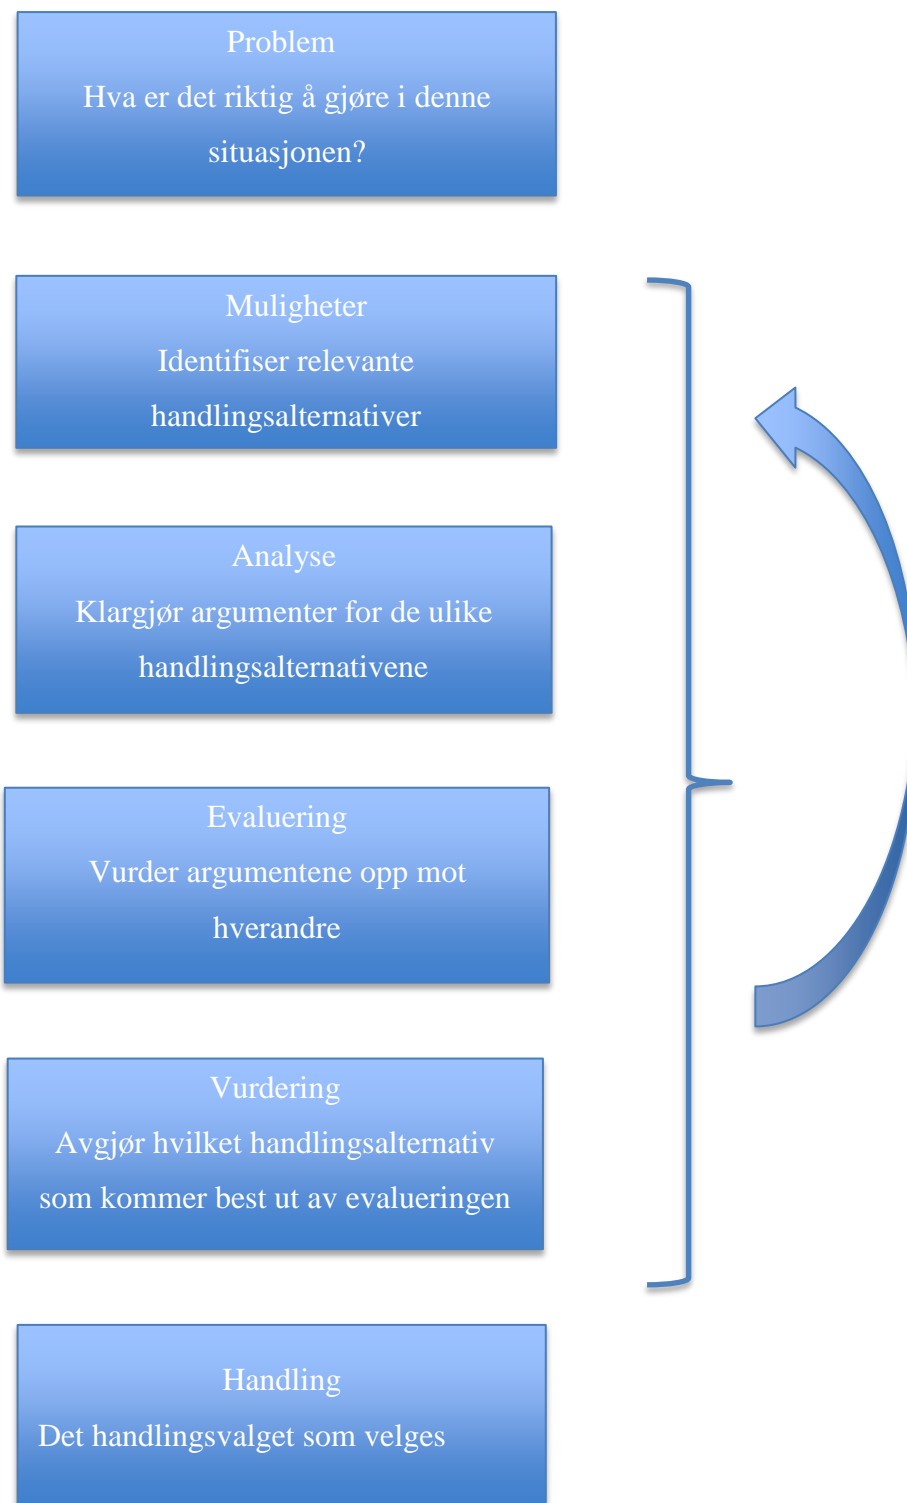 Problem
Hva er det riktig å gjøre i denne
situasjonen?
Muligheter
Identifiser relevante
handlingsalternativer
Analyse
Klargjør argumenter for de ulike
handlingsalternativene
Evaluering
Vurder argumentene opp mot
hverandre
Vurdering
Avgjør hvilket handlingsalternativ
som kommer best ut av evalueringen
Handling
Det handlingsvalget som velges